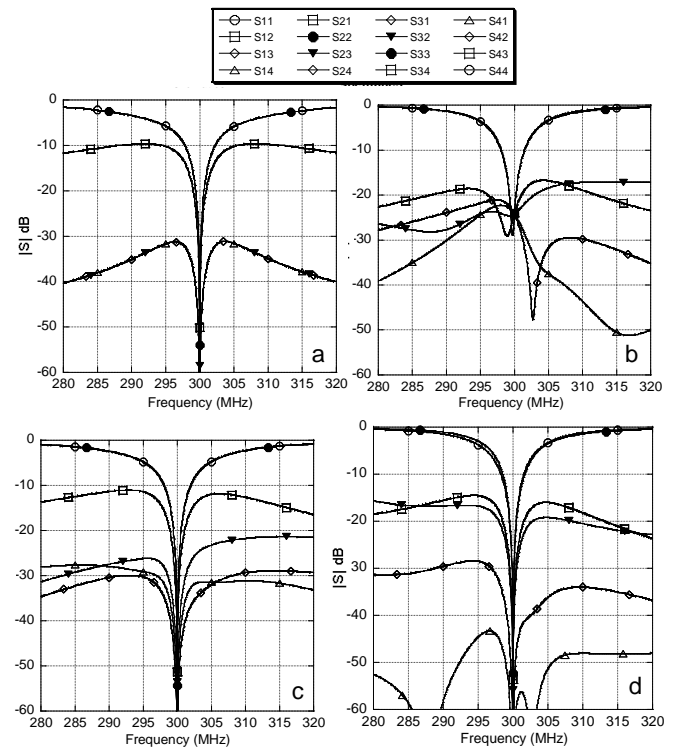 S11 S21 S31 S41
S12 S22 S32 S42
S13 S23 S33 S43
S14 S24 S34 S44
0
-10
-20
-30
-40
-50
-60
|S| dB
280 285 290 295 300 305 310 315 320
Frequency (MHz)
a
0
-10
-20
-30
-40
-50
-60
280 285 290 295 300 305 310 315 320
Frequency (MHz)
b
0
-10
-20
-30
-40
-50
-60
280 285 290 295 300 305 310 315 320
Frequency (MHz)
c
0
-10
-20
-30
-40
-50
-60
|S| dB
280 285 290 295 300 305 310 315 320
Frequency (MHz)
d